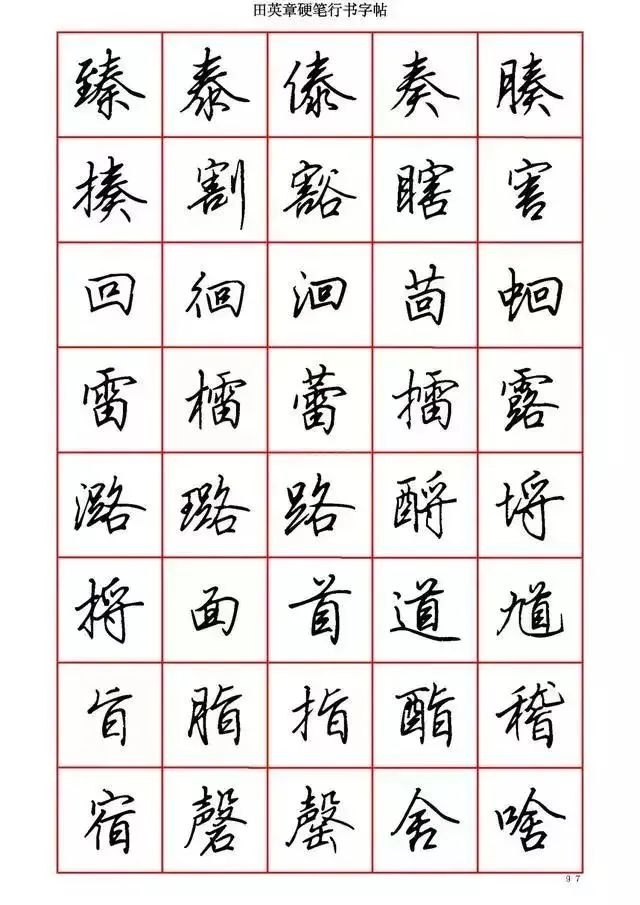 田英章硬笔行书字帖
臻泰傣奏腠
揍割豁瞎害
回徊洄茴蛔
雷檑蕾擂露
潞璐路酹埒
捋面首道馗
旨脂指酯稽
宿磬罄舍啥
97